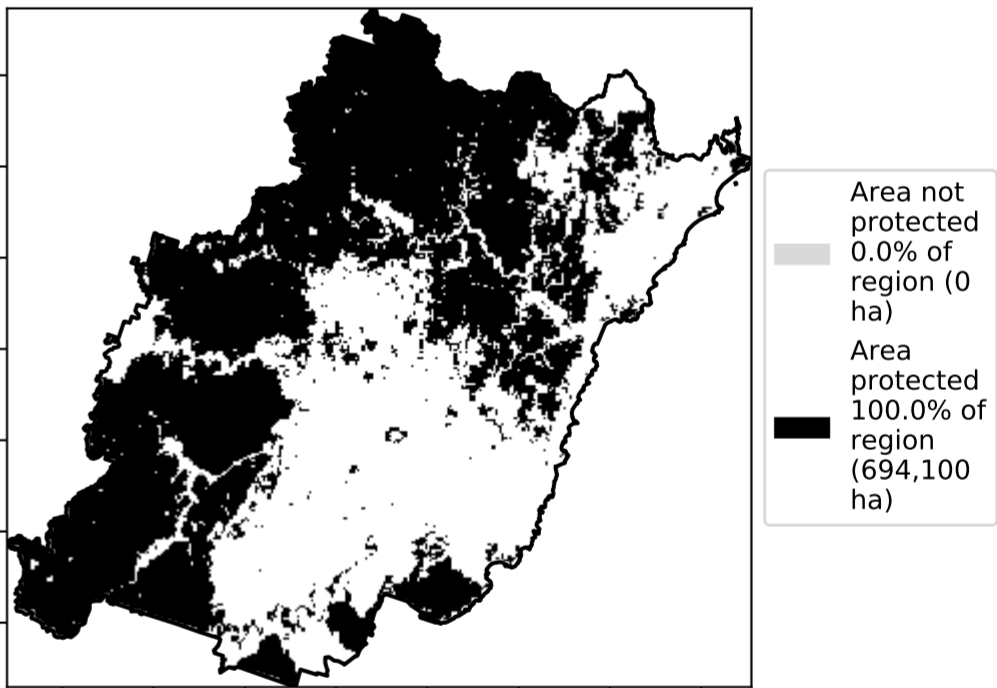 Area not
protected
0.0% of
region (0
ha)
Area
protected
100.0% of
region
(694,100
ha)